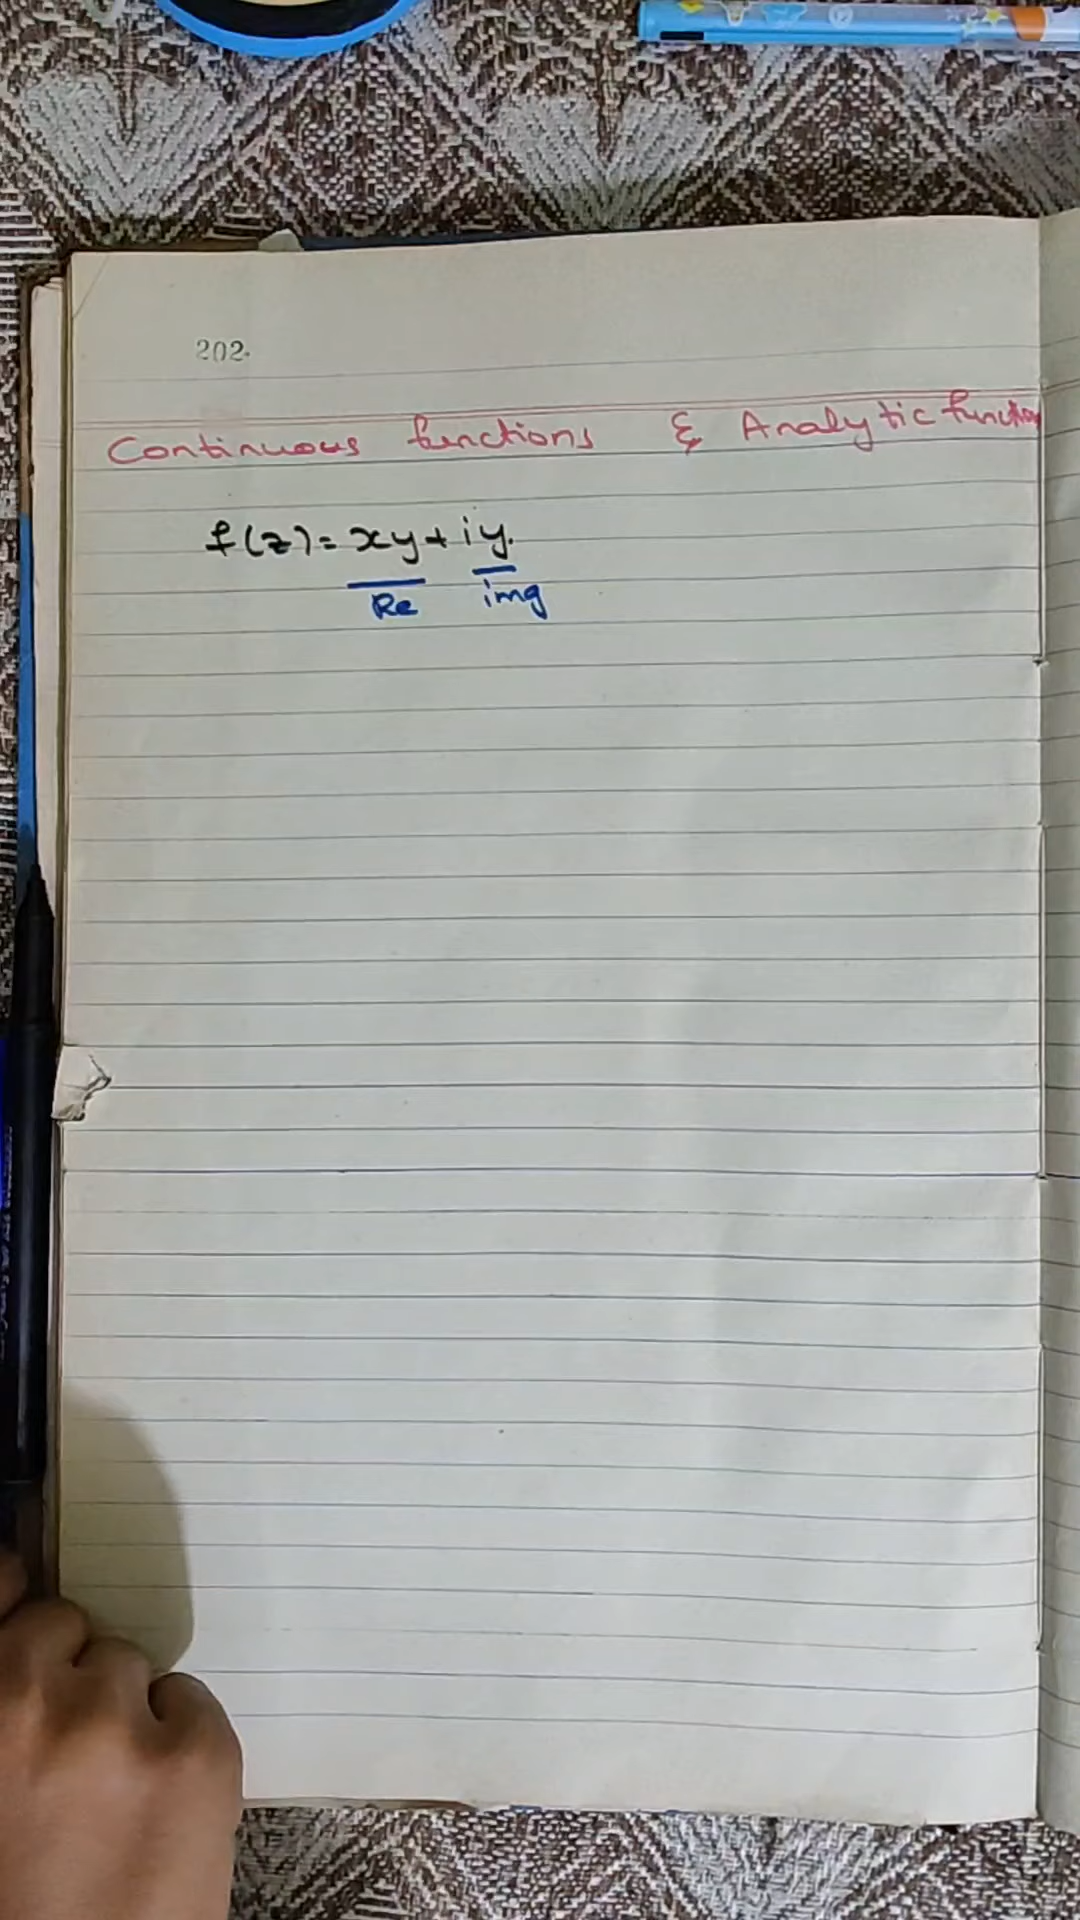 202.
Continuous functions & Analytic function
f(z)= xy + iy.
Re img